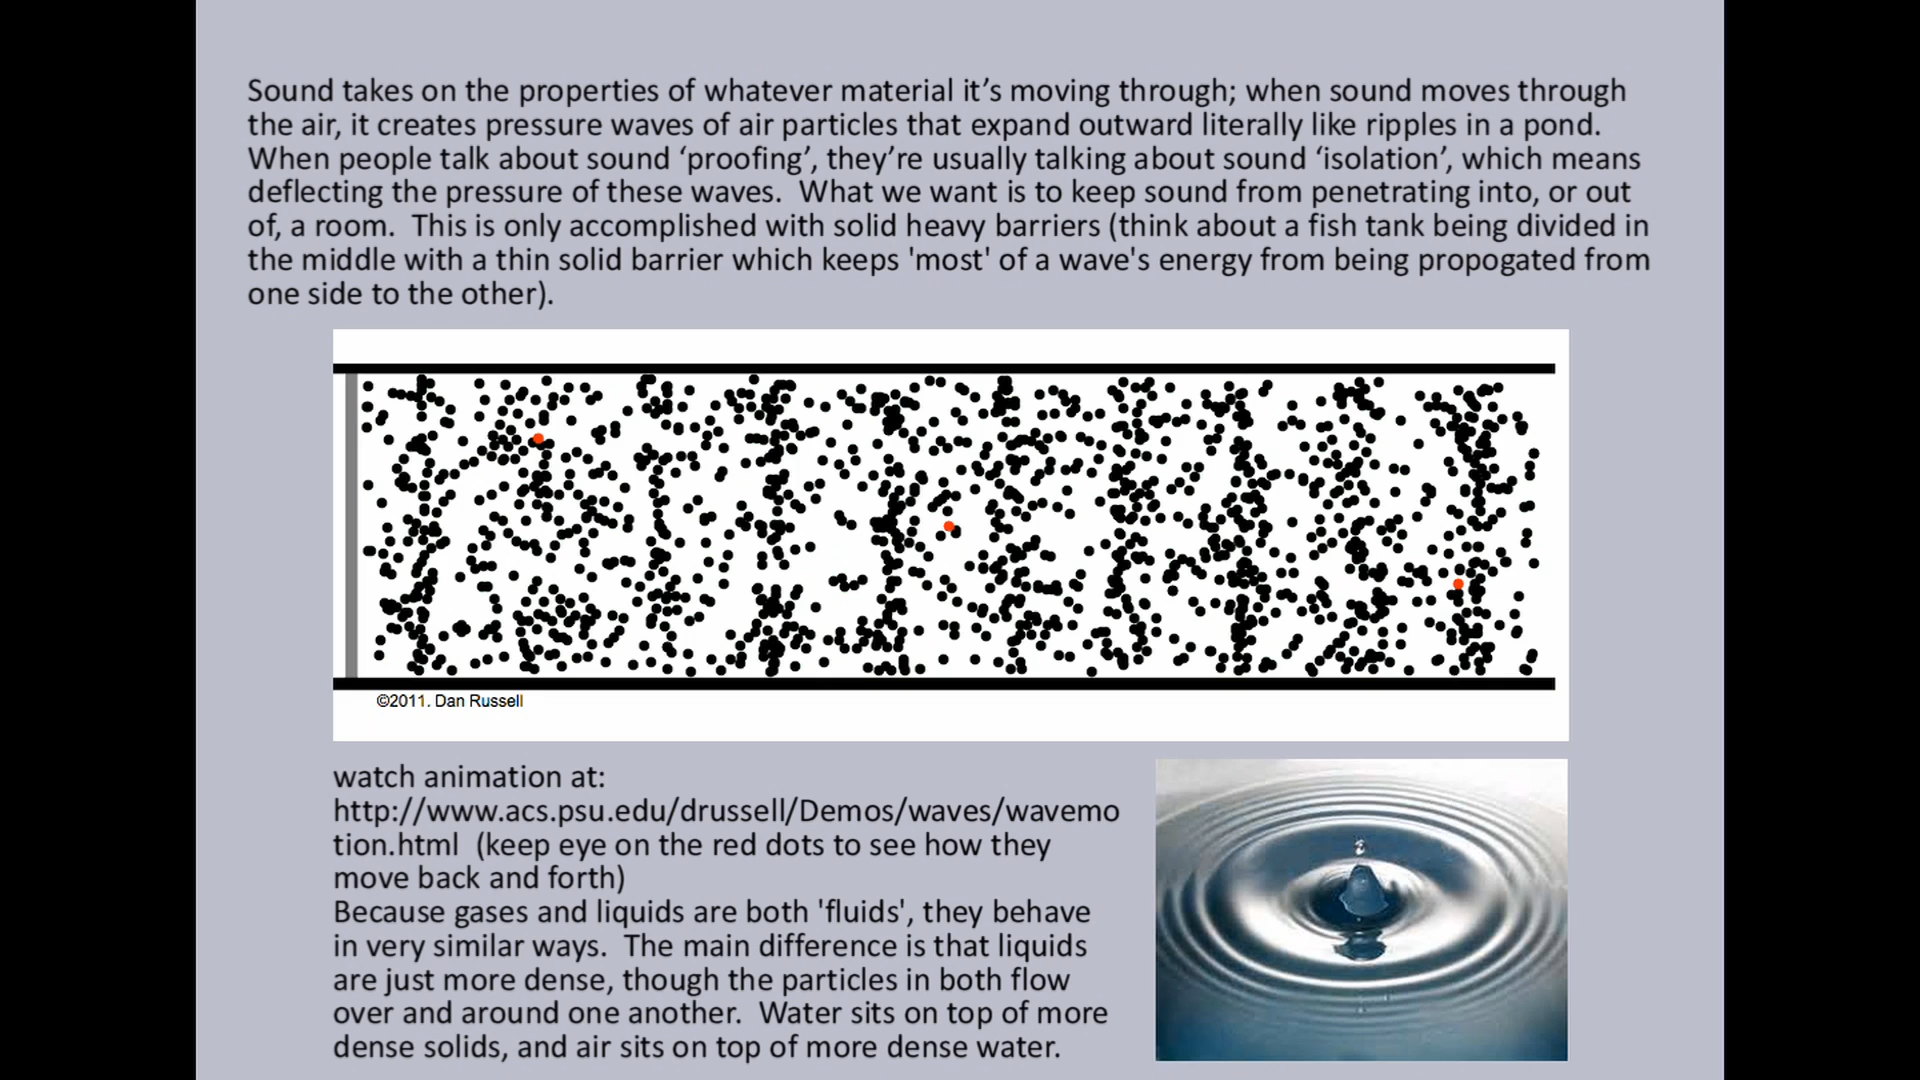 Sound takes on the properties of whatever material it’s moving through; when sound moves through
the air, it creates pressure waves of air particles that expand outward literally like ripples in a pond.
When people talk about sound ‘proofing’, they’re usually talking about sound ‘isolation’, which means
deflecting the pressure of these waves.  What we want is to keep sound from penetrating into, or out
of, a room.  This is only accomplished with solid heavy barriers (think about a fish tank being divided in
the middle with a thin solid barrier which keeps 'most' of a wave's energy from being propogated from
one side to the other).
©2011. Dan Russell
watch animation at:
http://www.acs.psu.edu/drussell/Demos/waves/wavemo
tion.html  (keep eye on the red dots to see how they
move back and forth)
Because gases and liquids are both 'fluids', they behave
in very similar ways.  The main difference is that liquids
are just more dense, though the particles in both flow
over and around one another.  Water sits on top of more
dense solids, and air sits on top of more dense water.